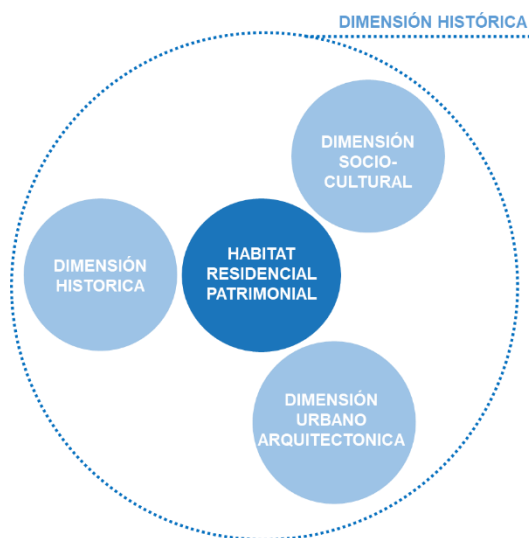 DIMENSIÓN HISTÓRICA
DIMENSIÓN
SOCIO-
CULTURAL
DIMENSIÓN
HISTORICA
HABITAT
RESIDENCIAL
PATRIMONIAL
DIMENSIÓN
URBANO
ARQUITECTONICA